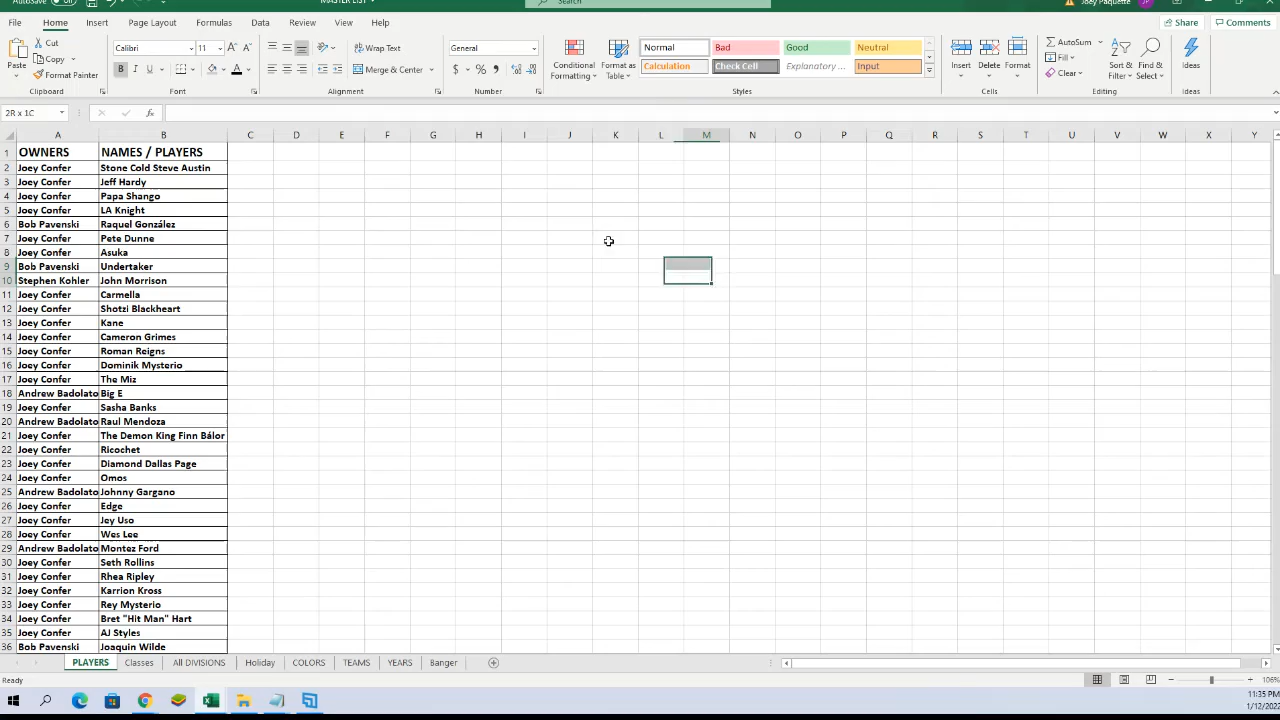 AutoSave Off MASTER LIST Search Joey Paquette JP
File Home Insert Page Layout Formulas Data Review View Help Share Comments
Paste Cut Copy Format Painter
Calibri 11 A A
B I U A
Wrap Text
Merge & Center
General
$ % ,
Conditional Formatting Format as Table
Normal Bad Good Neutral
Calculation Check Cell Explanatory ... Input
Insert Delete Format
AutoSum Fill Clear
Sort & Filter Find & Select
Ideas
Clipboard Font Alignment Number Styles Cells Editing Ideas
2R x 1C fx
A B C D E F G H I J K L M N O P Q R S T U V W X Y
1 OWNERS NAMES / PLAYERS
2 Joey Confer Stone Cold Steve Austin
3 Joey Confer Jeff Hardy
4 Joey Confer Papa Shango
5 Joey Confer LA Knight
6 Bob Pavenski Raquel González
7 Joey Confer Pete Dunne
8 Joey Confer Asuka
9 Bob Pavenski Undertaker
10 Stephen Kohler John Morrison
11 Joey Confer Carmella
12 Joey Confer Shotzi Blackheart
13 Joey Confer Kane
14 Joey Confer Cameron Grimes
15 Joey Confer Roman Reigns
16 Joey Confer Dominik Mysterio
17 Joey Confer The Miz
18 Andrew Badolato Big E
19 Joey Confer Sasha Banks
20 Andrew Badolato Raul Mendoza
21 Joey Confer The Demon King Finn Bálor
22 Joey Confer Ricochet
23 Joey Confer Diamond Dallas Page
24 Joey Confer Omos
25 Andrew Badolato Johnny Gargano
26 Joey Confer Edge
27 Joey Confer Jey Uso
28 Joey Confer Wes Lee
29 Andrew Badolato Montez Ford
30 Joey Confer Seth Rollins
31 Joey Confer Rhea Ripley
32 Joey Confer Karrion Kross
33 Joey Confer Rey Mysterio
34 Joey Confer Bret "Hit Man" Hart
35 Joey Confer AJ Styles
36 Bob Pavenski Joaquin Wilde
PLAYERS Classes All DIVISIONS Holiday COLORS TEAMS YEARS Banger
Ready 106%
11:35 PM
1/12/2022